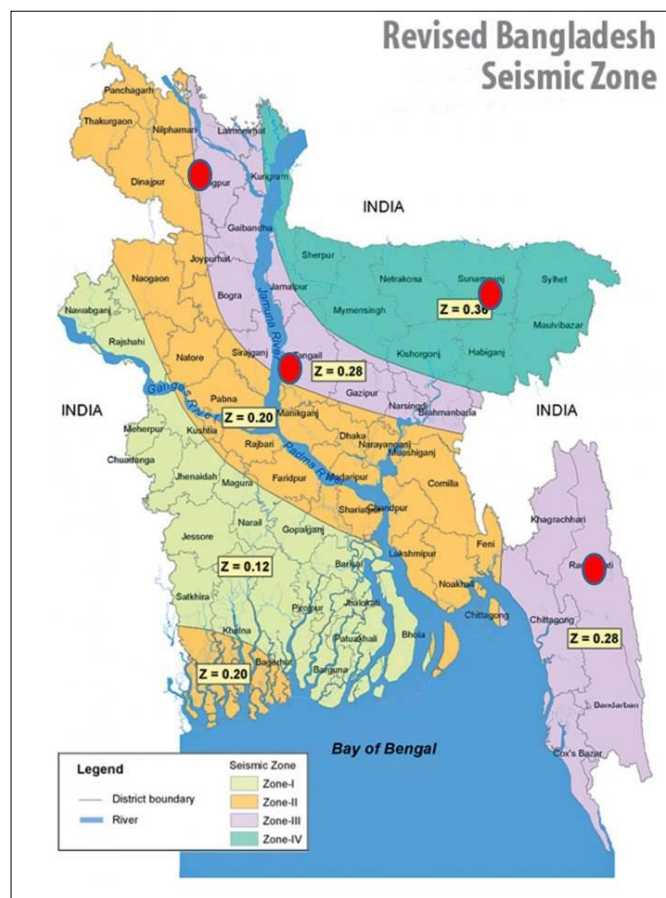 Revised Bangladesh
Seismic Zone
Panchagarh
Thakurgaon
Nilphamari
Lalmonirhat
Dinajpur
Kurigram
INDIA
Gaibandha
Joypurhat
Sherpur
Netrakona
Sylhet
Naogaon
Bogra
Jamalpur
Mymensingh
Z = 0.36
Maulvibazar
Nawabganj
Rajshahi
Jamuna River
Natore
Sirajganj
Tangail
Kishorgonj
Habiganj
Z = 0.28
Gazipur
Narsingdi
Brahmanbaria
INDIA
Ganges River
Pabna
Z = 0.20
Manikganj
INDIA
Meherpur
Kushtia
Chuadanga
Rajbari
Dhaka
Narayanganj
Munshiganj
Padma River
Jhenaidah
Magura
Faridpur
Madaripur
Comilla
Shariatpur
Chandpur
Khagrachhari
Jessore
Narail
Gopalganj
Lakshmipur
Feni
Z = 0.12
Barisal
Noakhali
Chittagong
Satkhira
Pirojpur
Jhalokati
Bhola
Chittagong
Z = 0.28
Khulna
Bagerhat
Patuakhali
Barguna
Z = 0.20
Bandarban
Bay of Bengal
Cox's Bazar
Legend
District boundary
River
Seismic Zone
Zone-I
Zone-II
Zone-III
Zone-IV